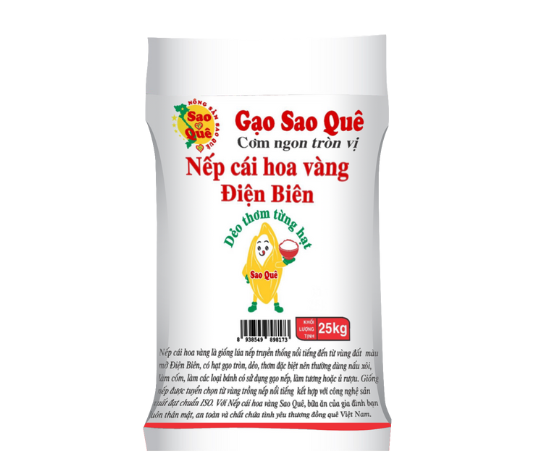 NÔNG SẢN SAO QUÊ
Sao
Quê
Gạo Sao Quê
Cơm ngon tròn vị
Nếp cái hoa vàng
Điện Biên
Dẻo thơm từng hạt
Sao Quê
KHỐI
LƯỢNG
TỊNH
25kg
8 938549 898173
Nếp cái hoa vàng là giống lúa nếp truyền thống nổi tiếng đến từ vùng đất màu
Điện Biên, có hạt gạo tròn, dẻo, thơm đặc biệt nên thường dùng nấu xôi,
cốm, làm các loại bánh có sử dụng gạo nếp, làm tương hoặc ủ rượu. Giống
nếp được tuyển chọn từ vùng trồng nếp nổi tiếng kết hợp với công nghệ sản
đạt chuẩn ISO. Với Nếp cái hoa vàng Sao Quê, bữa ăn của gia đình bạn
thân mật, an toàn và chất chứa tình yêu thương đồng quê Việt Nam.